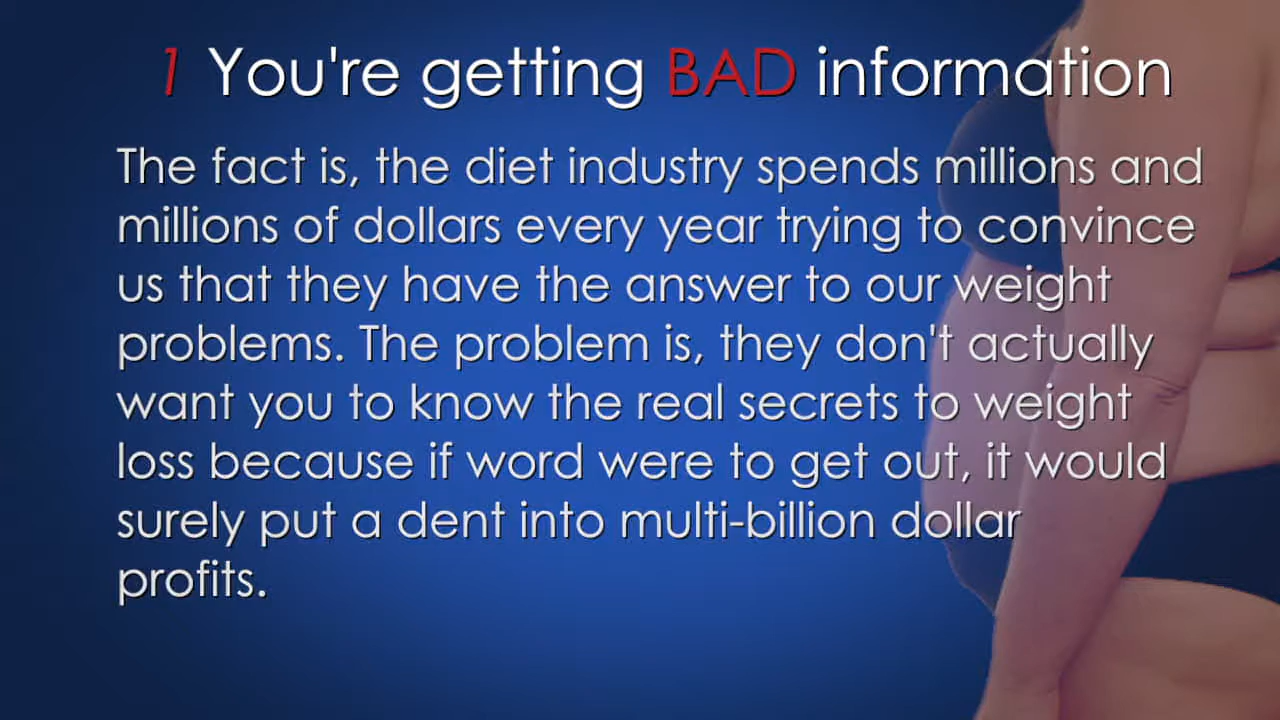 1 You're getting BAD information
The fact is, the diet industry spends millions and
millions of dollars every year trying to convince
us that they have the answer to our weight
problems. The problem is, they don't actually
want you to know the real secrets to weight
loss because if word were to get out, it would
surely put a dent into multi-billion dollar
profits.